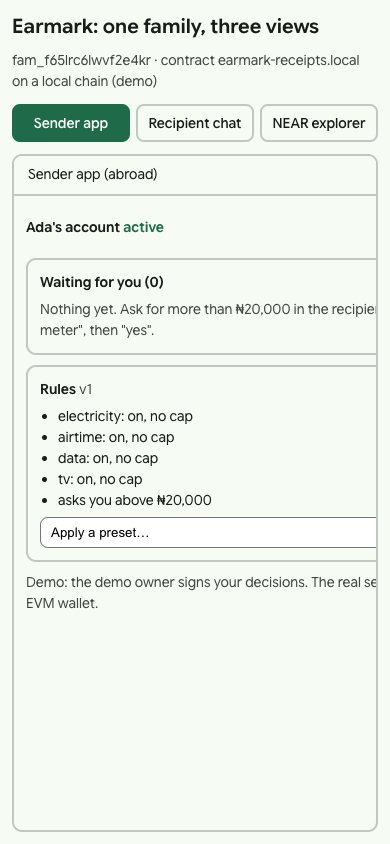 Earmark: one family, three views
fam_f65lrc6lwvf2e4kr · contract earmark-receipts.local
on a local chain (demo)
Sender app
Recipient chat
NEAR explorer
Sender app (abroad)
Ada's account active
Waiting for you (0)
Nothing yet. Ask for more than ₦20,000 in the
meter", then "yes".
Rules v1
• electricity: on, no cap
• airtime: on, no cap
• data: on, no cap
• tv: on, no cap
• asks you above ₦20,000
Apply a preset…
Demo: the demo owner signs your decisions. The real
EVM wallet.